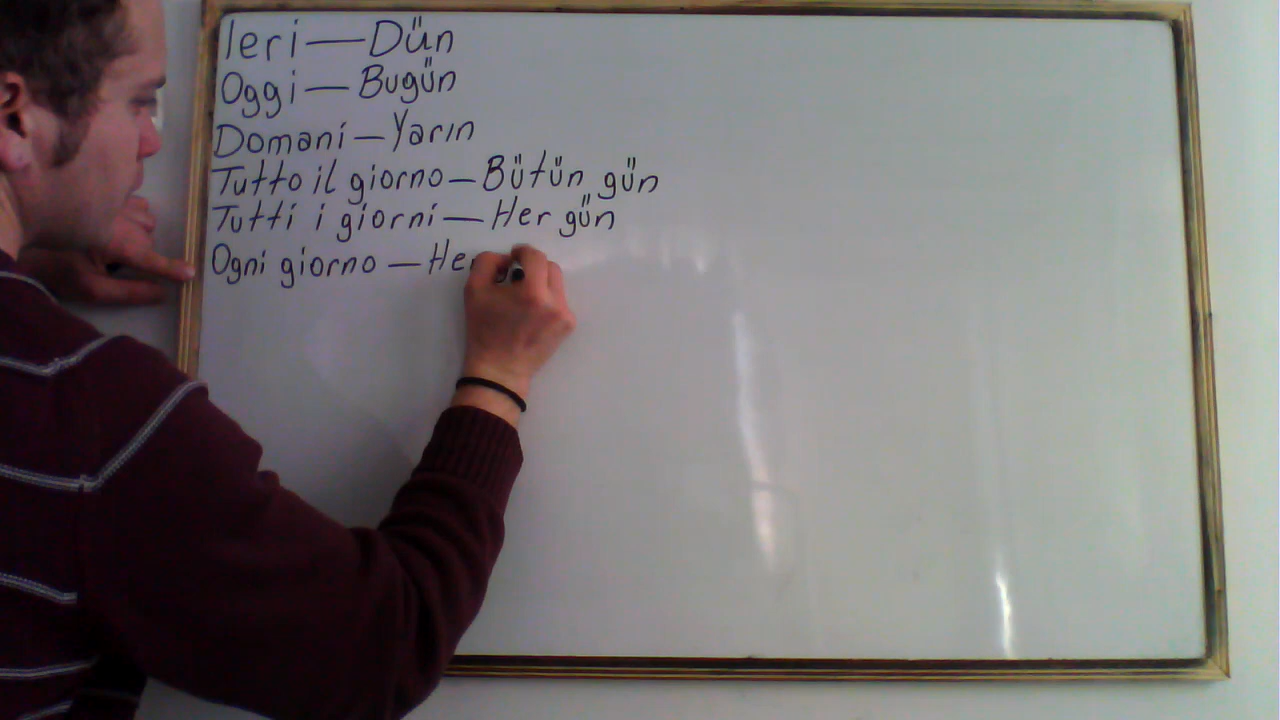 Ieri — Dün
Oggi — Bugün
Domani — Yarın
Tutto il giorno — Bütün gün
Tutti i giorni — Her gün
Ogni giorno — Her